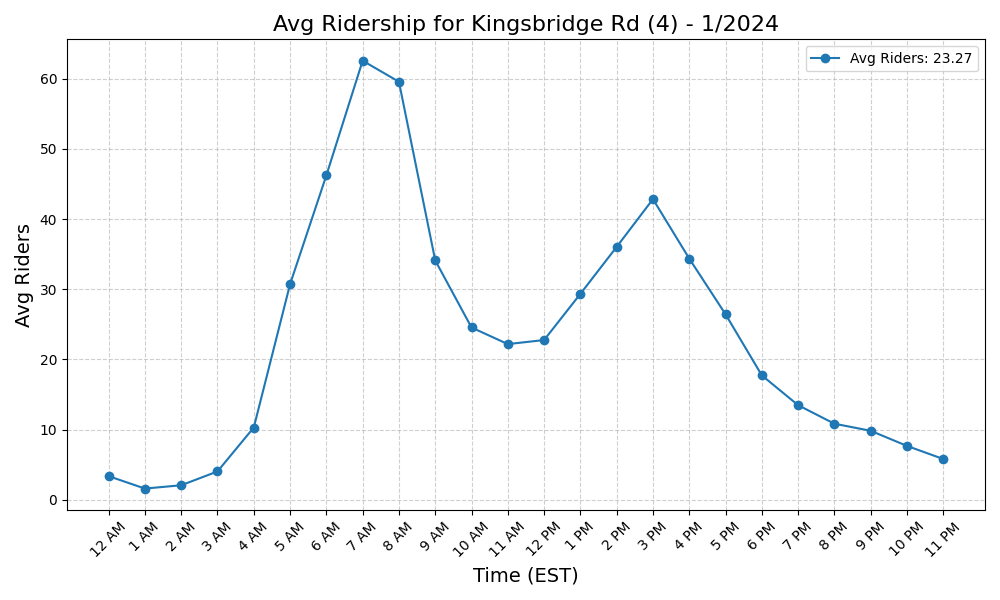 Avg Ridership for Kingsbridge Rd (4) - 1/2024
Avg Riders: 23.27
60
50
40
30
20
10
0
Avg Riders
12 AM
1 AM
2 AM
3 AM
4 AM
5 AM
6 AM
7 AM
8 AM
9 AM
10 AM
11 AM
12 PM
1 PM
2 PM
3 PM
4 PM
5 PM
6 PM
7 PM
8 PM
9 PM
10 PM
11 PM
Time (EST)